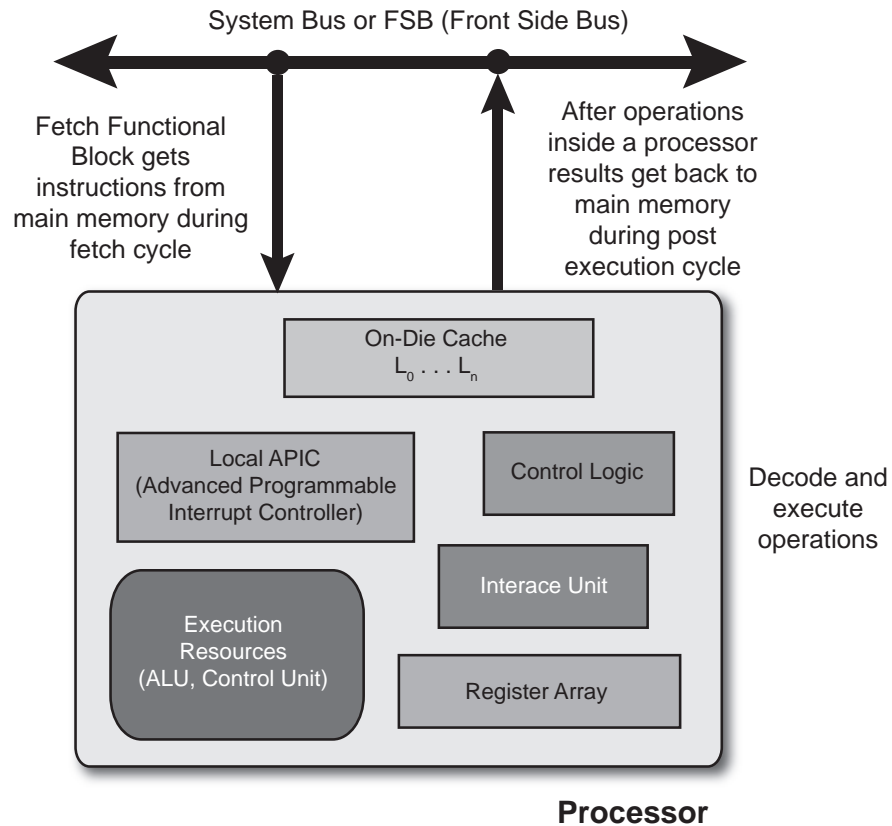 System Bus or FSB (Front Side Bus)
Fetch Functional
Block gets
instructions from
main memory during
fetch cycle
After operations
inside a processor
results get back to
main memory
during post
execution cycle
On-Die Cache
L0 . . . Ln
Local APIC
(Advanced Programmable
Interrupt Controller)
Control Logic
Decode and
execute
operations
Interace Unit
Execution
Resources
(ALU, Control Unit)
Register Array
Processor